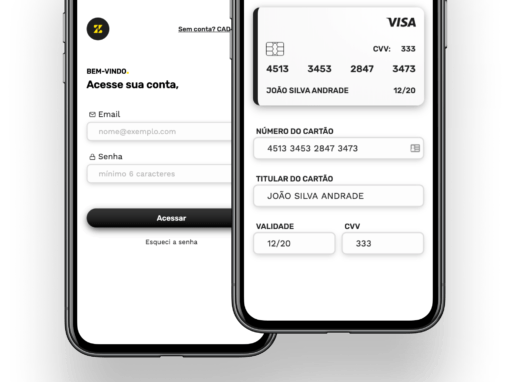 Z
Sem conta? CAD
BEM-VINDO.
Acesse sua conta,
Email
nome@exemplo.com
Senha
mínimo 6 caracteres
Acessar
Esqueci a senha
VISA
CVV: 333
4513 3453 2847 3473
JOÃO SILVA ANDRADE 12/20
NÚMERO DO CARTÃO
4513 3453 2847 3473
TITULAR DO CARTÃO
JOÃO SILVA ANDRADE
VALIDADE CVV
12/20 333